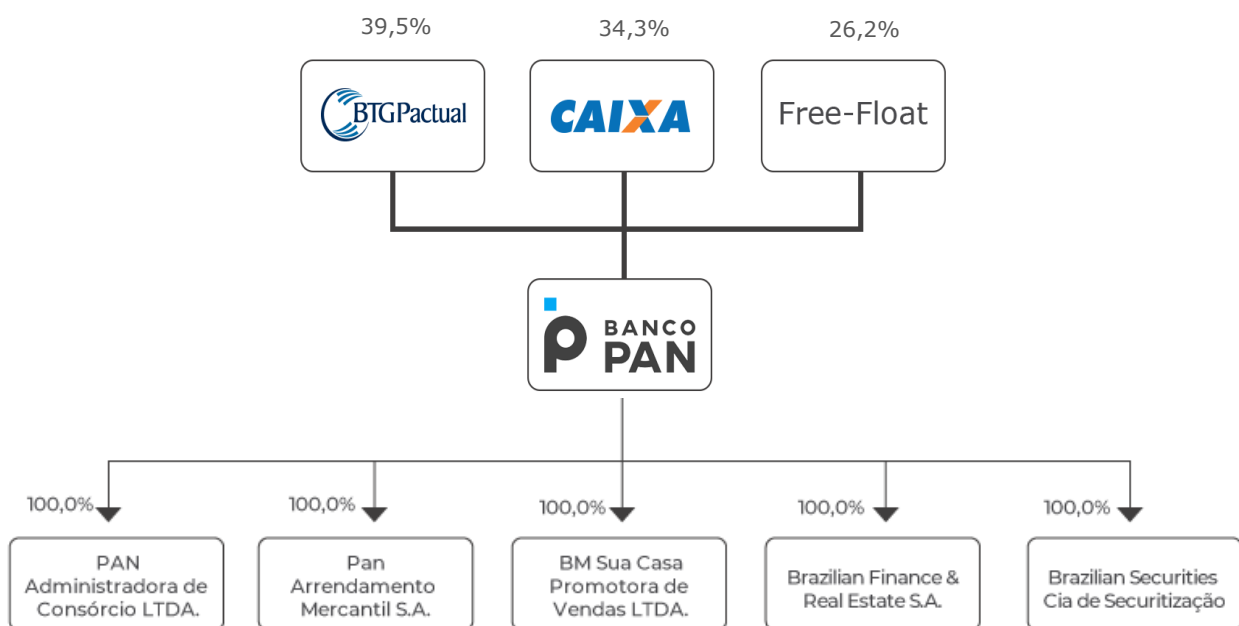 39,5%
34,3%
26,2%
BTGPactual
CAIXA
Free-Float
BANCO
PAN
100,0%
100,0%
100,0%
100,0%
100,0%
PAN
Administradora de
Consórcio LTDA.
Pan
Arrendamento
Mercantil S.A.
BM Sua Casa
Promotora de
Vendas LTDA.
Brazilian Finance &
Real Estate S.A.
Brazilian Securities
Cia de Securitização